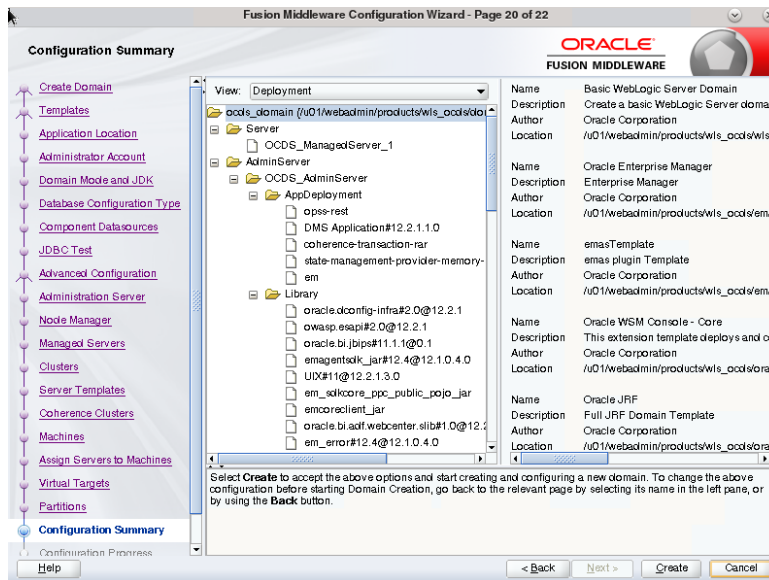 Fusion Middleware Configuration Wizard - Page 20 of 22
Configuration Summary
ORACLE
FUSION MIDDLEWARE
Create Domain
Templates
Application Location
Administrator Account
Domain Mode and JDK
Database Configuration Type
Component Datasources
JDBC Test
Advanced Configuration
Administration Server
Node Manager
Managed Servers
Clusters
Server Templates
Coherence Clusters
Machines
Assign Servers to Machines
Virtual Targets
Partitions
Configuration Summary
Configuration Progress
View: Deployment
ocds_domain (/u01/webadmin/products/wls_ocds/do
Server
OCDS_ManagedServer_1
AdminServer
OCDS_AdminServer
AppDeployment
opss-rest
DMS Application#12.2.1.1.0
coherence-transaction-rar
state-management-provider-memory-
em
Library
oracle.dconfig-infra#2.0@12.2.1
owasp.esapi#2.0@12.2.1
oracle.bi.jbips#11.1.1@0.1
emagentsdk_jar#12.4@12.1.0.4.0
UIX#11@12.2.1.3.0
em_sdkcore_ppc_public_pojo_jar
emcoreclient_jar
oracle.bi.adf.webcenter.slib#1.0@12.2
em_error#12.4@12.1.0.4.0
Name Basic WebLogic Server Domain
Description Create a basic WebLogic Server doma
Author Oracle Corporation
Location /u01/webadmin/products/wls_ocds/wls
Name Oracle Enterprise Manager
Description Enterprise Manager
Author Oracle Corporation
Location /u01/webadmin/products/wls_ocds/em
Name emasTemplate
Description emas plugin Template
Author Oracle Corporation
Location /u01/webadmin/products/wls_ocds/em
Name Oracle WSM Console - Core
Description This extension template deploys and c
Author Oracle Corporation
Location /u01/webadmin/products/wls_ocds/ora
Name Oracle JRF
Description Full JRF Domain Template
Author Oracle Corporation
Location /u01/webadmin/products/wls_ocds/ora
Select Create to accept the above options and start creating and configuring a new domain. To change the above
configuration before starting Domain Creation, go back to the relevant page by selecting its name in the left pane, or
by using the Back button.
Help
< Back
Next >
Create
Cancel